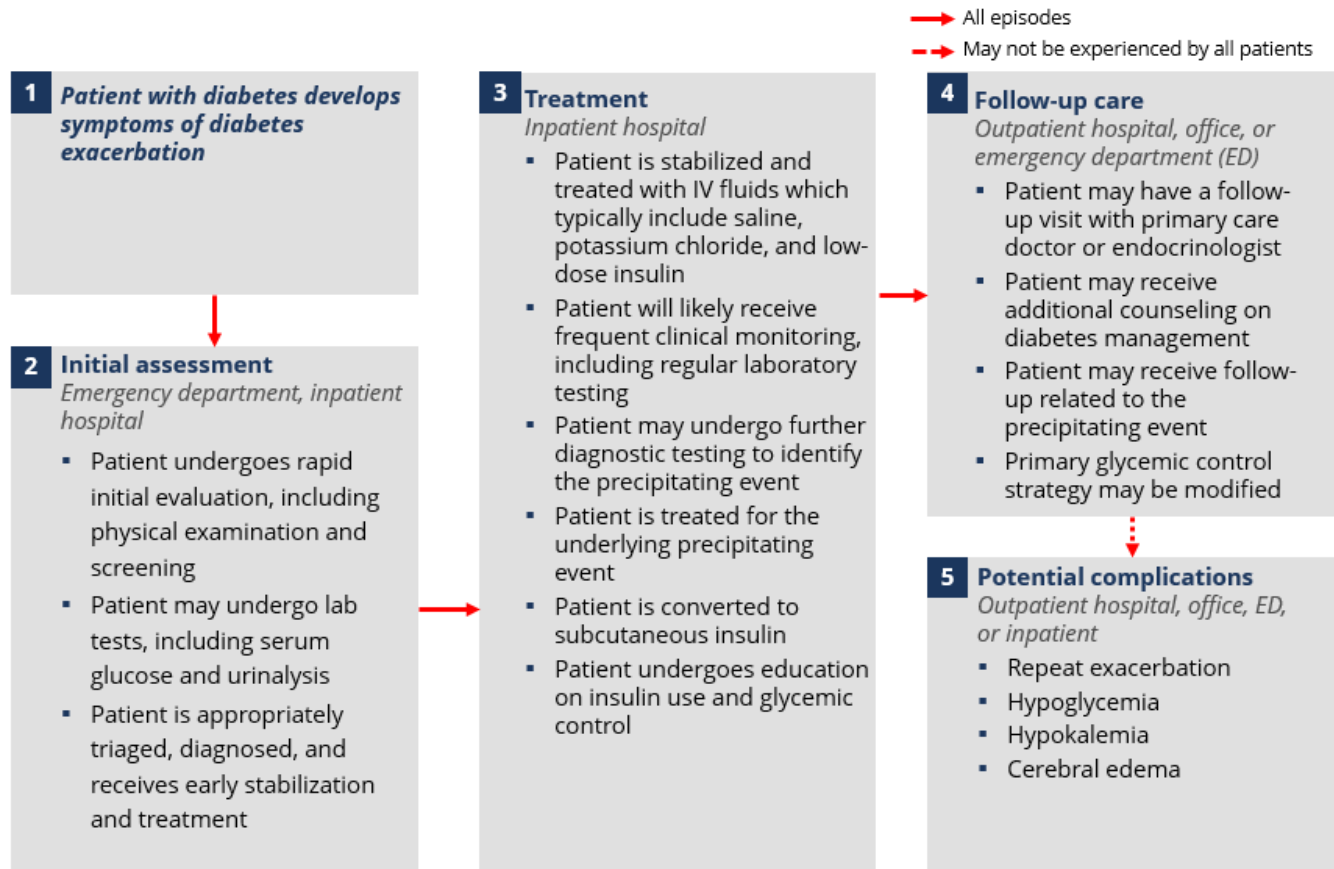 All episodes
May not be experienced by all patients
1
Patient with diabetes develops
symptoms of diabetes
exacerbation
2
Initial assessment
Emergency department, inpatient
hospital
▪ Patient undergoes rapid
initial evaluation, including
physical examination and
screening
▪ Patient may undergo lab
tests, including serum
glucose and urinalysis
▪ Patient is appropriately
triaged, diagnosed, and
receives early stabilization
and treatment
3
Treatment
Inpatient hospital
▪ Patient is stabilized and
treated with IV fluids which
typically include saline,
potassium chloride, and low-
dose insulin
▪ Patient will likely receive
frequent clinical monitoring,
including regular laboratory
testing
▪ Patient may undergo further
diagnostic testing to identify
the precipitating event
▪ Patient is treated for the
underlying precipitating
event
▪ Patient is converted to
subcutaneous insulin
▪ Patient undergoes education
on insulin use and glycemic
control
4
Follow-up care
Outpatient hospital, office, or
emergency department (ED)
▪ Patient may have a follow-
up visit with primary care
doctor or endocrinologist
▪ Patient may receive
additional counseling on
diabetes management
▪ Patient may receive follow-
up related to the
precipitating event
▪ Primary glycemic control
strategy may be modified
5
Potential complications
Outpatient hospital, office, ED,
or inpatient
▪ Repeat exacerbation
▪ Hypoglycemia
▪ Hypokalemia
▪ Cerebral edema